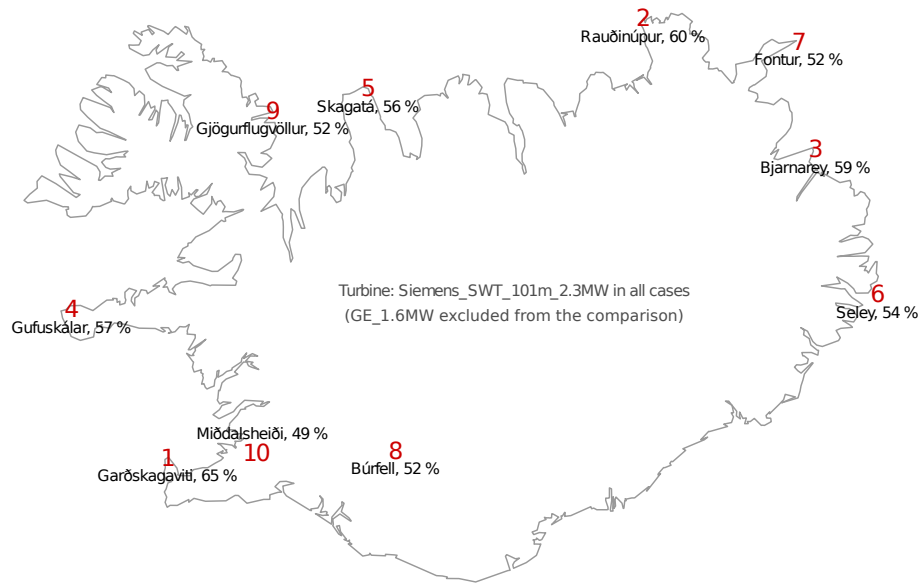 2
Rauðinúpur, 60 %
7
Fontur, 52 %
5
Skagatá, 56 %
9
Gjögurflugvöllur, 52 %
3
Bjarnarey, 59 %
Turbine: Siemens_SWT_101m_2.3MW in all cases
(GE_1.6MW excluded from the comparison)
6
Seley, 54 %
4
Gufuskálar, 57 %
Miðdalsheiði, 49 %
10
1
Garðskagaviti, 65 %
8
Búrfell, 52 %